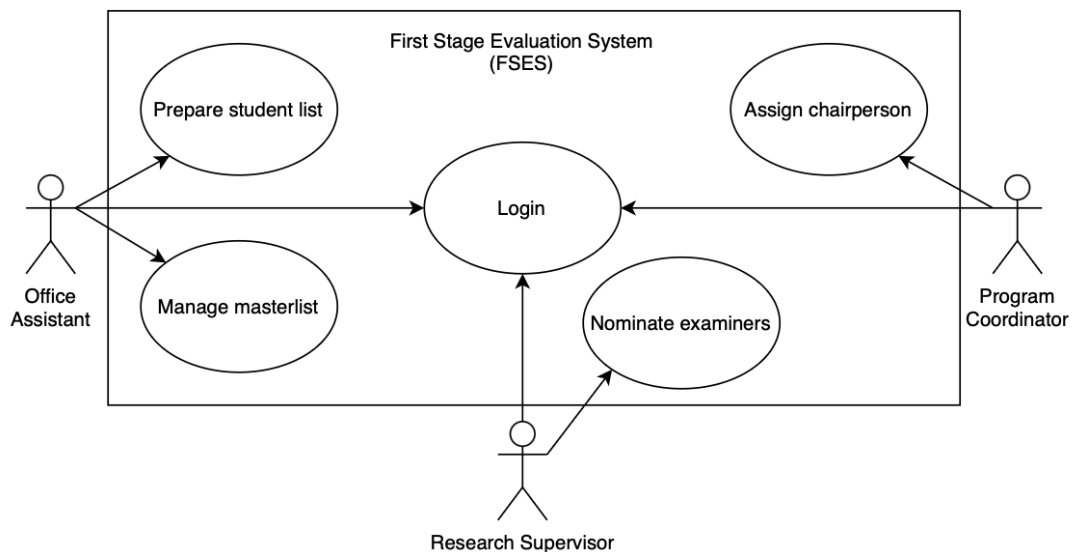 First Stage Evaluation System
(FSES)
Prepare student list
Assign chairperson
Login
Office
Assistant
Manage masterlist
Nominate examiners
Program
Coordinator
Research Supervisor